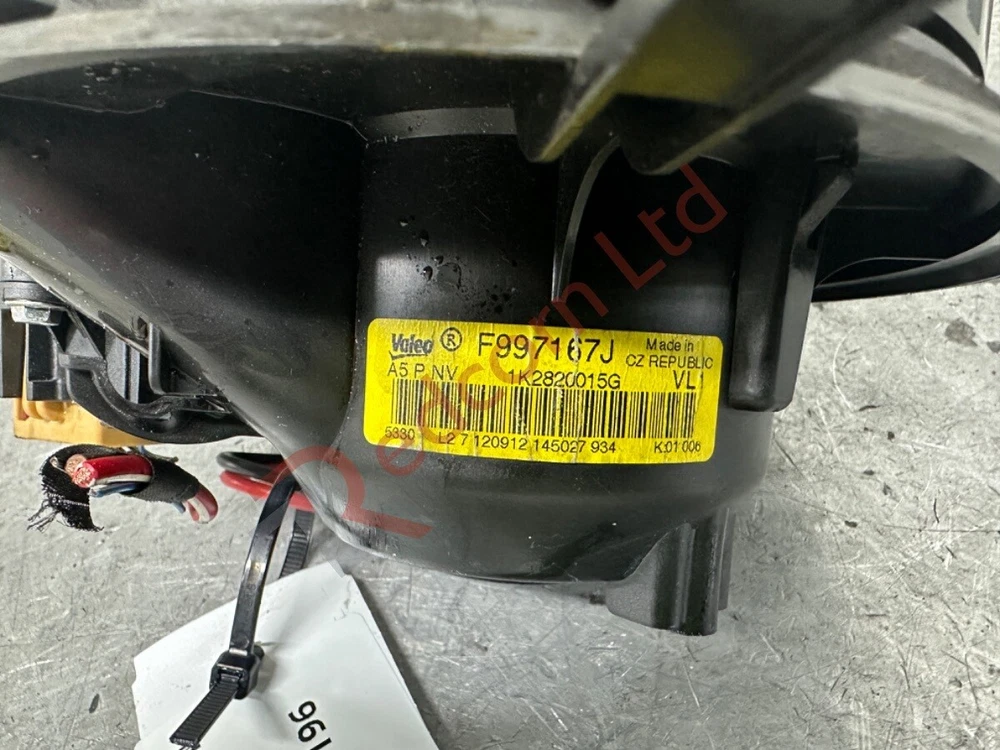 Valeo ® F997167J Made in
CZ REPUBLIC
A5 P NV 1K2820015G VL1
5330 L2 7 120912 145027 934 K:01 006
Redcorn Ltd
196